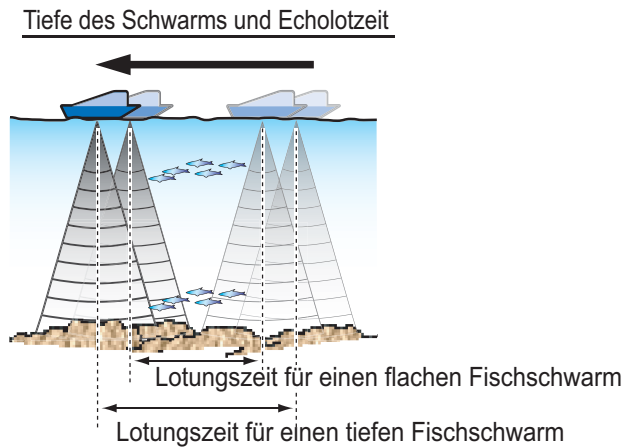 Tiefe des Schwarms und Echolotzeit
Lotungszeit für einen flachen Fischschwarm
Lotungszeit für einen tiefen Fischschwarm